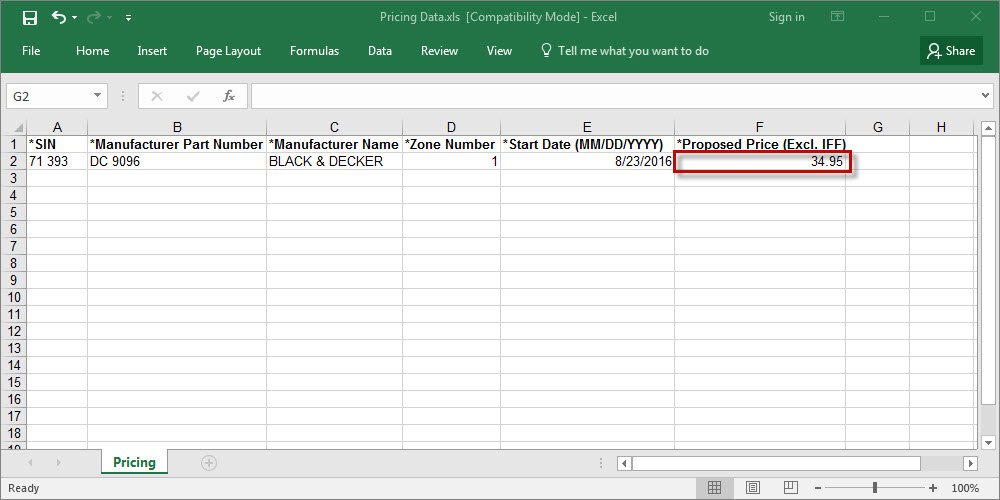 Pricing Data.xls [Compatibility Mode] - Excel Sign in
File Home Insert Page Layout Formulas Data Review View Tell me what you want to do Share
G2 fx
A B C D E F G H
1 *SIN *Manufacturer Part Number *Manufacturer Name *Zone Number *Start Date (MM/DD/YYYY) *Proposed Price (Excl. IFF)
2 71 393 DC 9096 BLACK & DECKER 1 8/23/2016 34.95
3
4
5
6
7
8
9
10
11
12
13
14
15
16
17
18
19
Pricing
Ready 100%